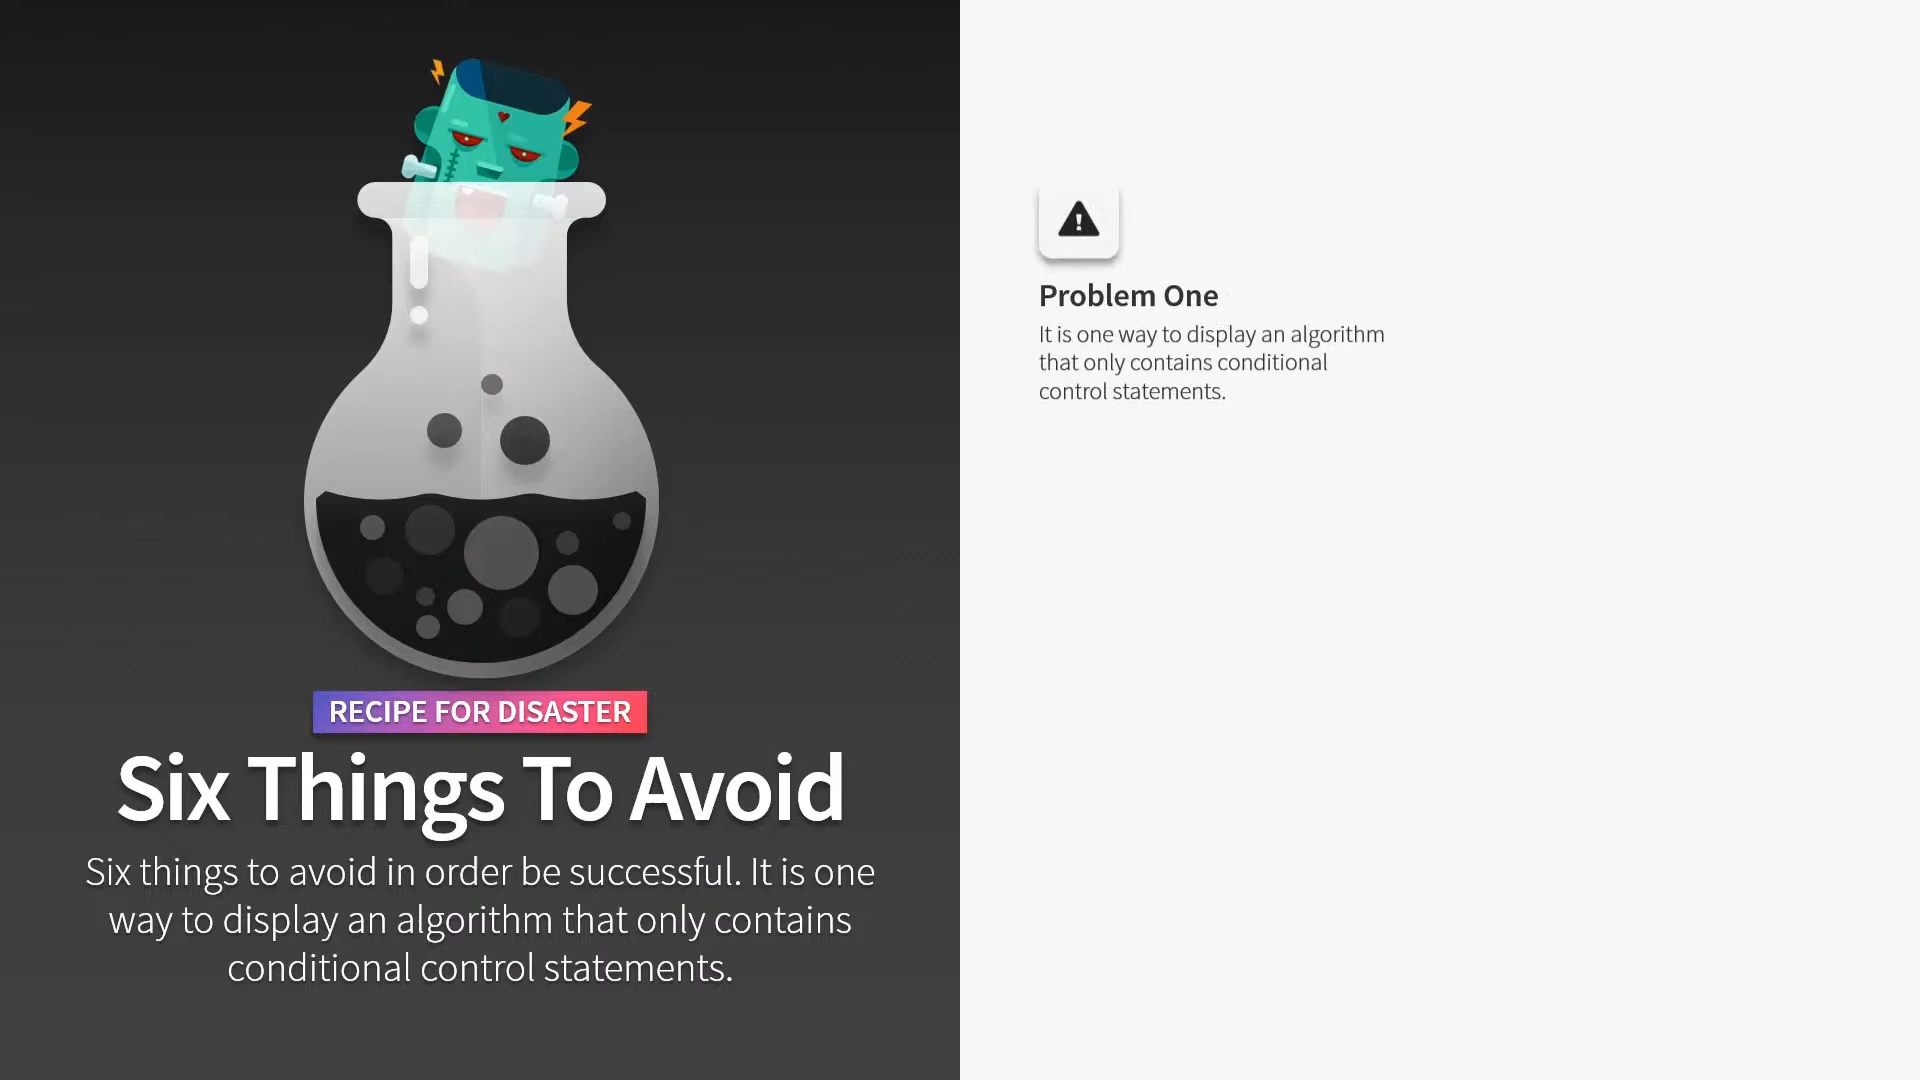 RECIPE FOR DISASTER
Six Things To Avoid
Six things to avoid in order be successful. It is one
way to display an algorithm that only contains
conditional control statements.
Problem One
It is one way to display an algorithm
that only contains conditional
control statements.